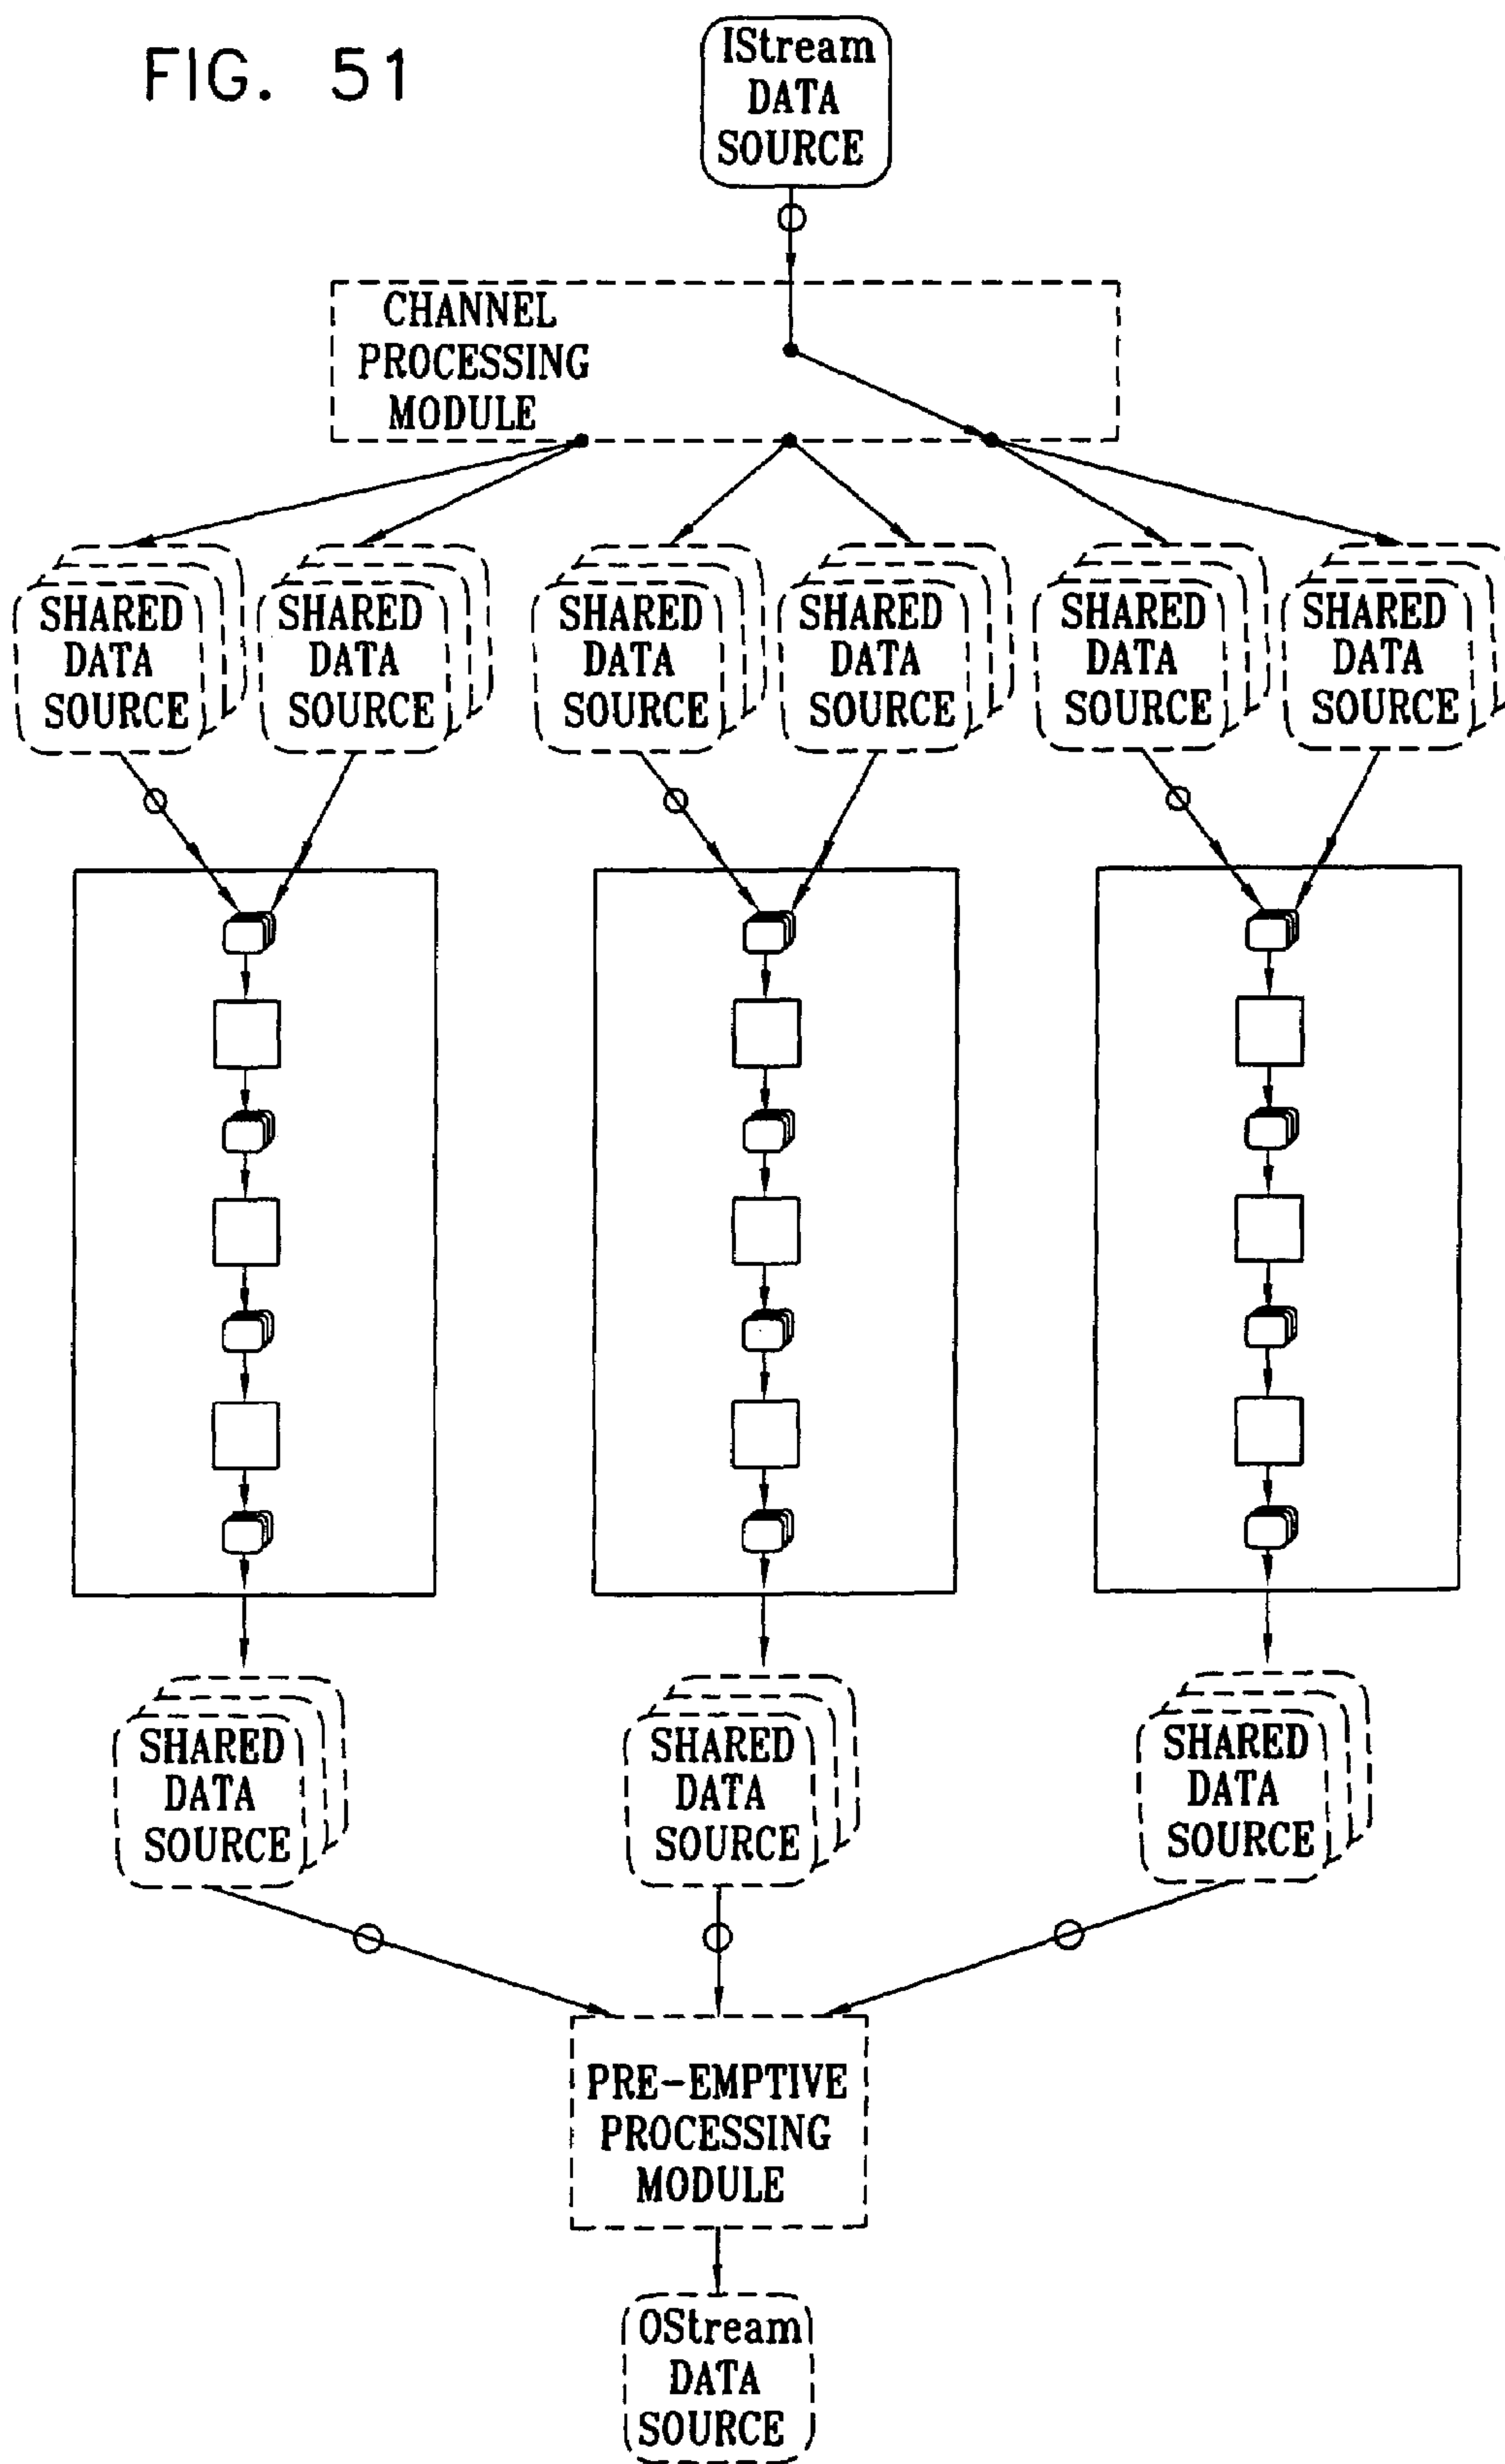 FIG. 51
IStream
DATA
SOURCE
CHANNEL
PROCESSING
MODULE
SHARED
DATA
SOURCE
SHARED
DATA
SOURCE
SHARED
DATA
SOURCE
SHARED
DATA
SOURCE
SHARED
DATA
SOURCE
SHARED
DATA
SOURCE
SHARED
DATA
SOURCE
SHARED
DATA
SOURCE
SHARED
DATA
SOURCE
PRE-EMPTIVE
PROCESSING
MODULE
OStream
DATA
SOURCE